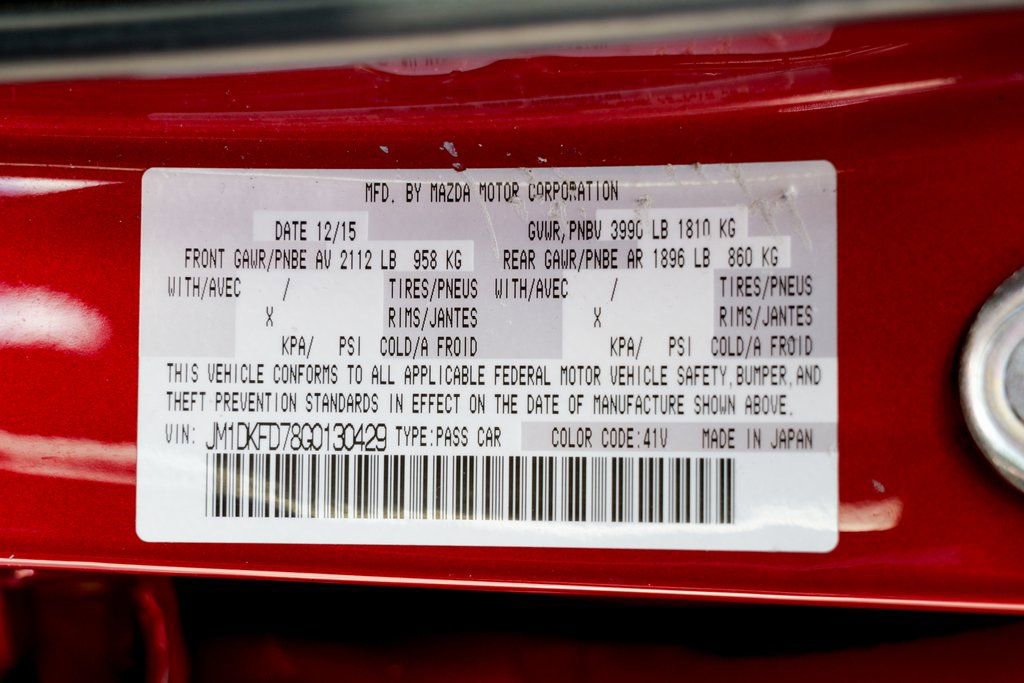 MFD. BY MAZDA MOTOR CORPORATION
DATE 12/15 GVWR/PNBV 3990 LB 1810 KG
FRONT GAWR/PNBE AV 2112 LB 958 KG REAR GAWR/PNBE AR 1896 LB 860 KG
WITH/AVEC / TIRES/PNEUS WITH/AVEC / TIRES/PNEUS
X RIMS/JANTES X RIMS/JANTES
KPA/ PSI COLD/A FROID KPA/ PSI COLD/A FROID
THIS VEHICLE CONFORMS TO ALL APPLICABLE FEDERAL MOTOR VEHICLE SAFETY, BUMPER, AND
THEFT PREVENTION STANDARDS IN EFFECT ON THE DATE OF MANUFACTURE SHOWN ABOVE.
VIN: JM1DKFD78G0130429 TYPE:PASS CAR COLOR CODE:41V MADE IN JAPAN